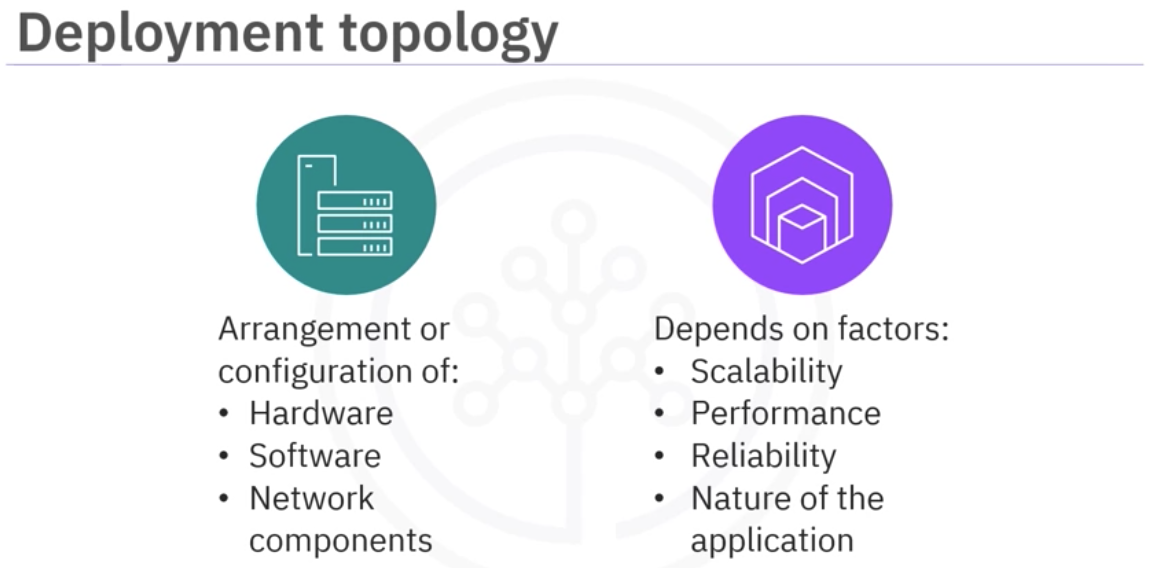 Deployment topology
Arrangement or
configuration of:
• Hardware
• Software
• Network
components
Depends on factors:
• Scalability
• Performance
• Reliability
• Nature of the
application